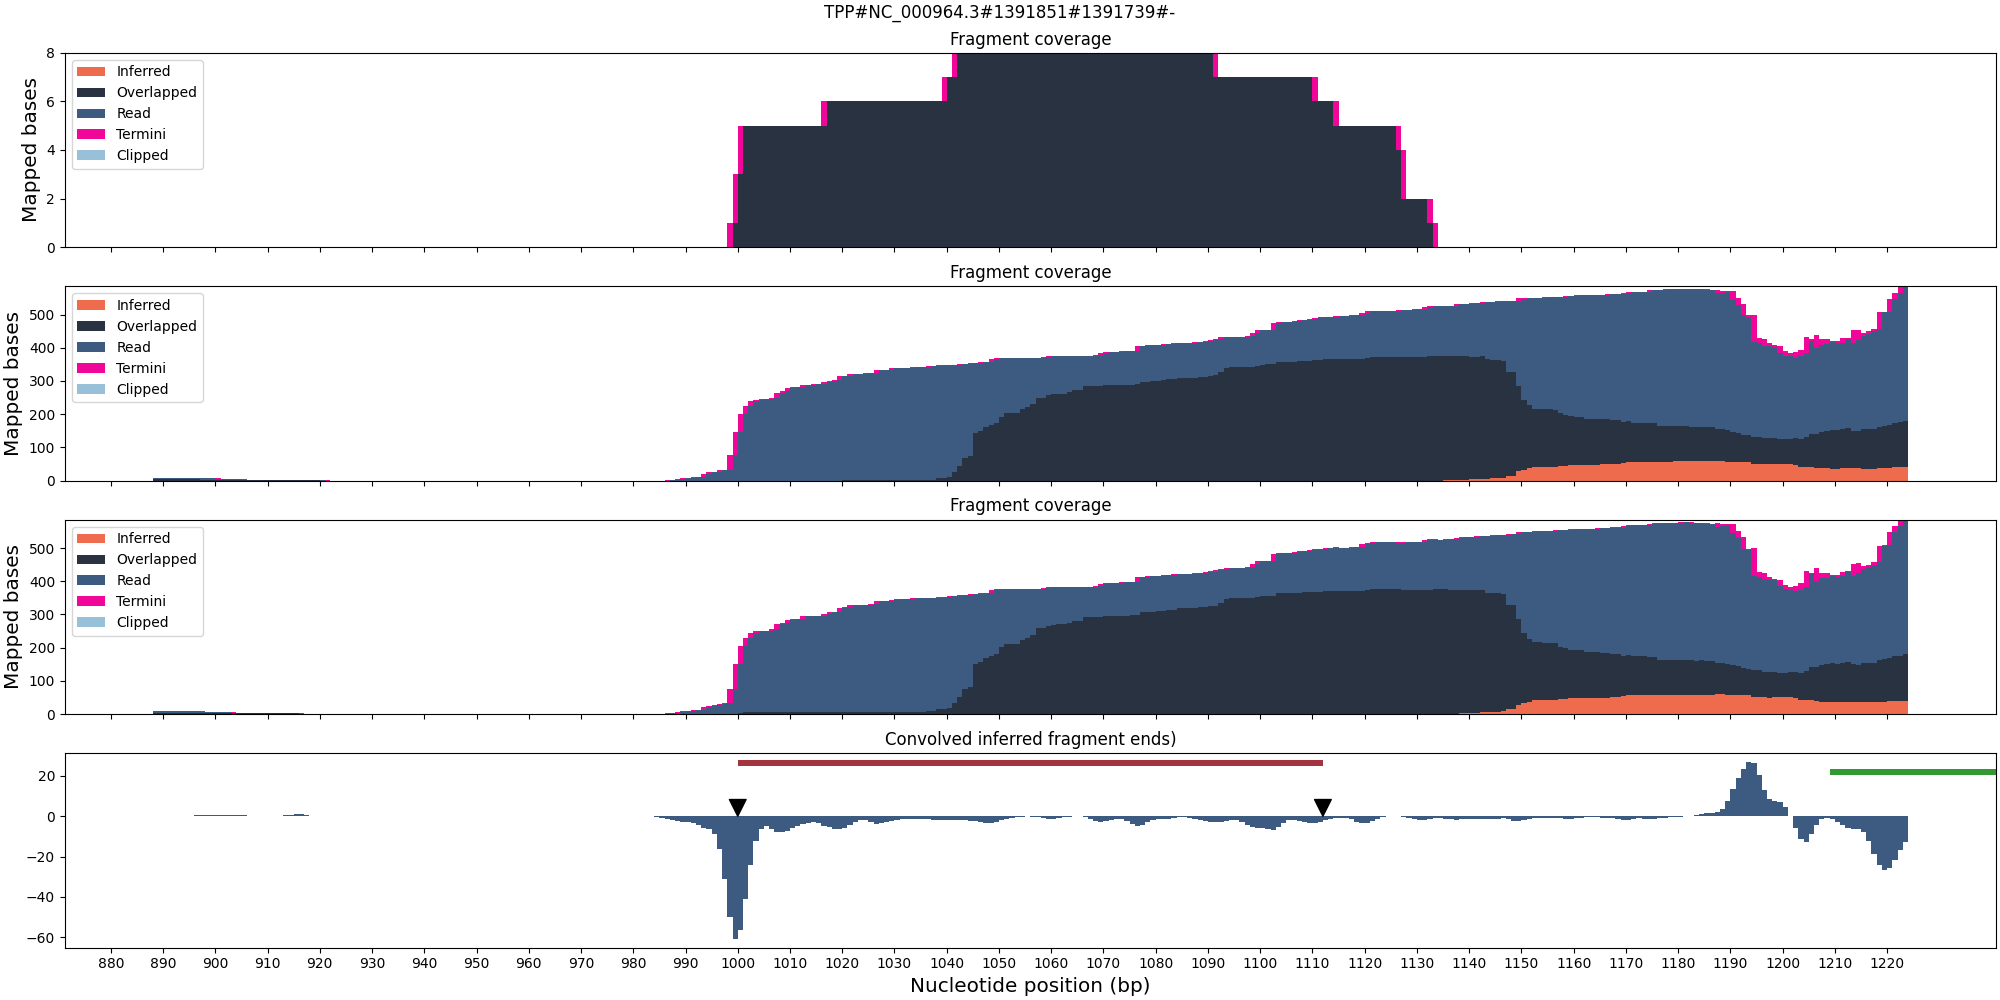 TPP#NC_000964.3#1391851#1391739#-
Fragment coverage
Mapped bases
8
6
4
2
0
Inferred
Overlapped
Read
Termini
Clipped
Fragment coverage
Mapped bases
500
400
300
200
100
0
Inferred
Overlapped
Read
Termini
Clipped
Fragment coverage
Mapped bases
500
400
300
200
100
0
Inferred
Overlapped
Read
Termini
Clipped
Convolved inferred fragment ends)
20
0
−20
−40
−60
880 890 900 910 920 930 940 950 960 970 980 990 1000 1010 1020 1030 1040 1050 1060 1070 1080 1090 1100 1110 1120 1130 1140 1150 1160 1170 1180 1190 1200 1210 1220
Nucleotide position (bp)